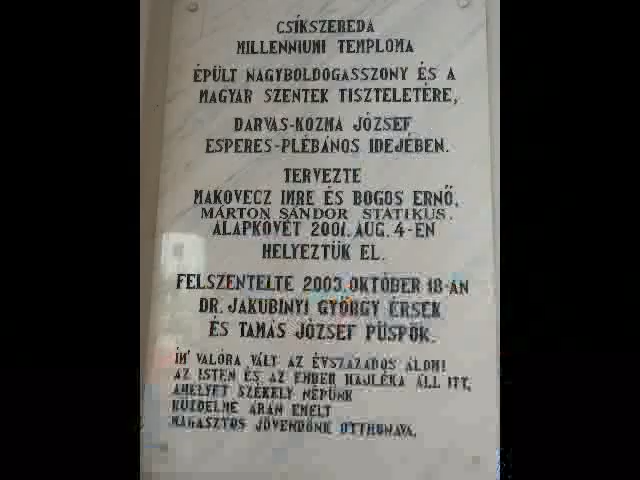 CSÍKSZEREDA
MILLENNIUMI TEMPLOMA
ÉPÜLT NAGYBOLDOGASSZONY ÉS A
MAGYAR SZENTEK TISZTELETÉRE,
DARVAS-KOZMA JÓZSEF
ESPERES-PLÉBÁNOS IDEJÉBEN.
TERVEZTE
MAKOVECZ IMRE ÉS BOGOS ERNŐ,
MÁRTON SÁNDOR STATIKUS.
ALAPKÖVÉT 2001. AUG. 4-ÉN
HELYEZTÜK EL.
FELSZENTELTE 2003 OKTÓBER 18-ÁN
DR. JAKUBINYI GYÖRGY ÉRSEK
ÉS TAMÁS JÓZSEF PÜSPÖK.
ÍM' VALÓRA VÁLT AZ ÉVSZÁZADOS ÁLOM!
AZ ISTEN ÉS AZ EMBER HAJLÉKA ÁLL ITT,
AMELYET SZÉKELY NÉPÜNK
KÜZDELME ÁRÁN EMELT
MAGASZTOS JÖVENDŐNK OTTHONÁVÁ.